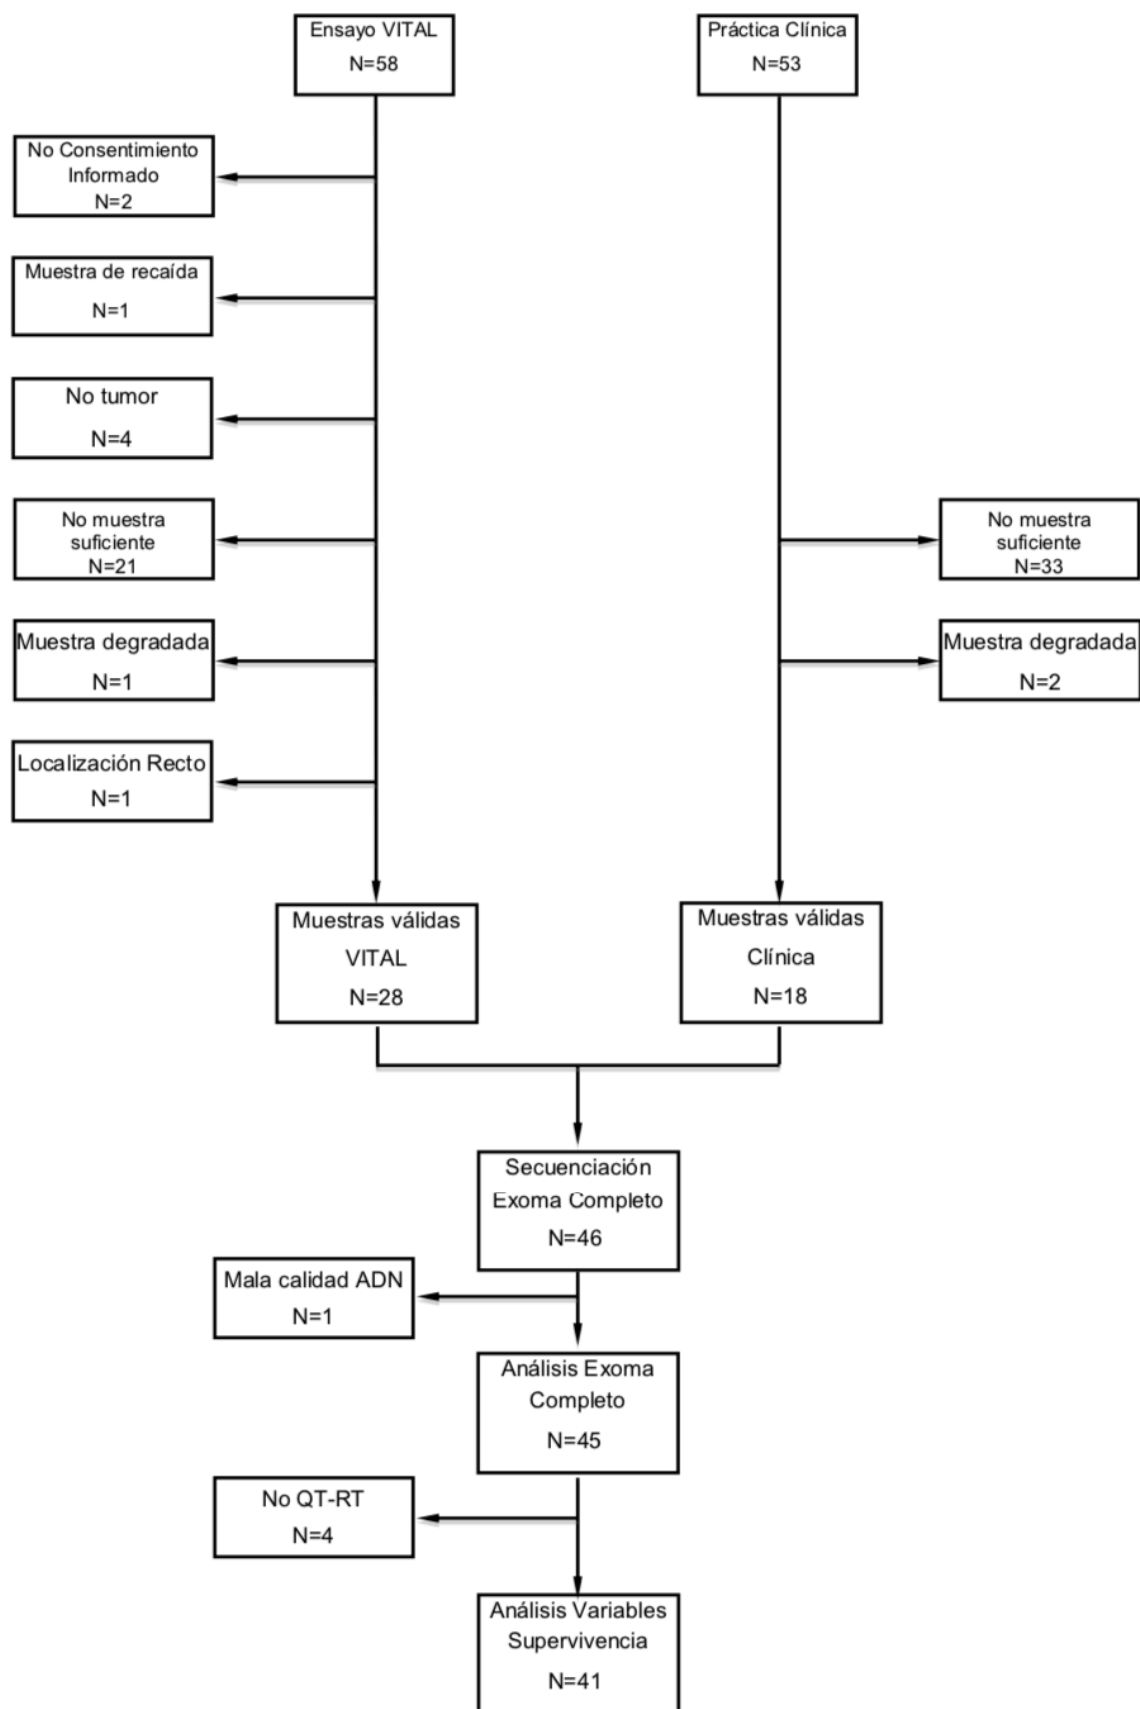 Ensayo VITAL
N=58
Práctica Clínica
N=53
No Consentimiento
Informado
N=2
Muestra de recaída
N=1
No tumor
N=4
No muestra
suficiente
N=21
No muestra
suficiente
N=33
Muestra degradada
N=1
Muestra degradada
N=2
Localización Recto
N=1
Muestras válidas
VITAL
N=28
Muestras válidas
Clínica
N=18
Secuenciación
Exoma Completo
N=46
Mala calidad ADN
N=1
Análisis Exoma
Completo
N=45
No QT-RT
N=4
Análisis Variables
Supervivencia
N=41